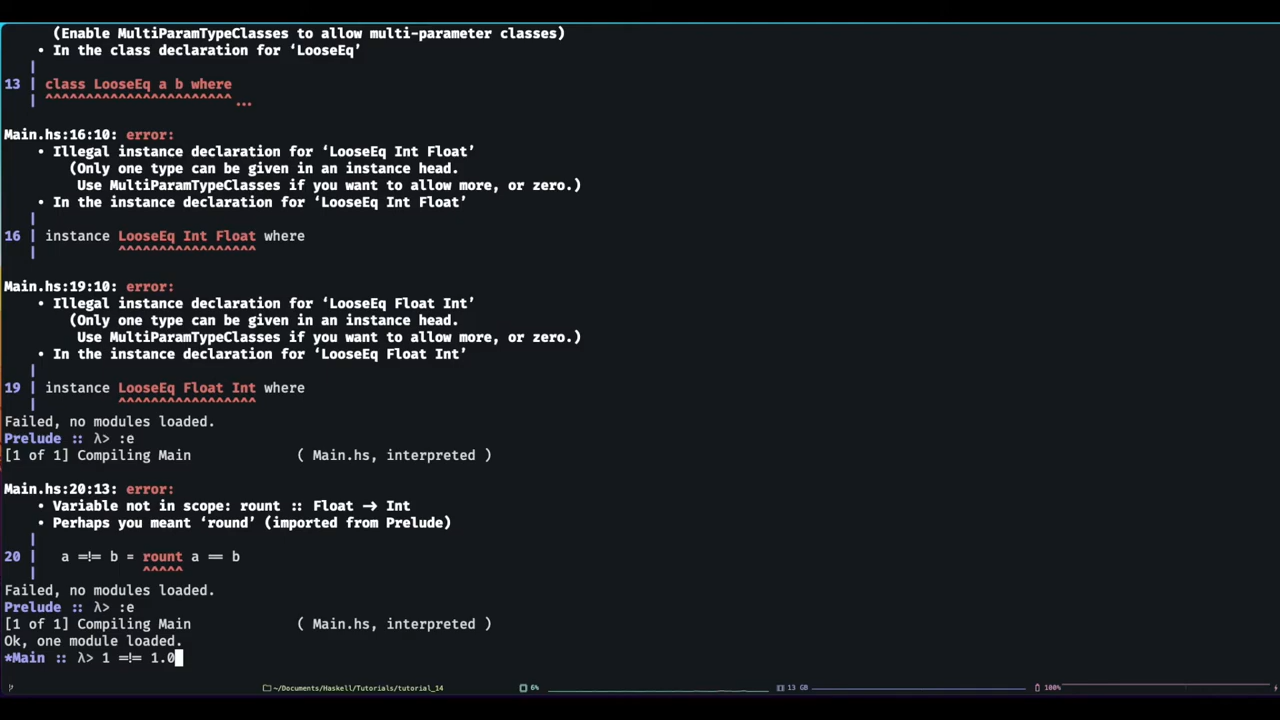 (Enable MultiParamTypeClasses to allow multi-parameter classes)
• In the class declaration for ‘LooseEq’
|
13 | class LooseEq a b where
| ^^^^^^^^^^^^^^^^^^^^^^^...
Main.hs:16:10: error:
• Illegal instance declaration for ‘LooseEq Int Float’
(Only one type can be given in an instance head.
Use MultiParamTypeClasses if you want to allow more, or zero.)
• In the instance declaration for ‘LooseEq Int Float’
|
16 | instance LooseEq Int Float where
| ^^^^^^^^^^^^^^^^^
Main.hs:19:10: error:
• Illegal instance declaration for ‘LooseEq Float Int’
(Only one type can be given in an instance head.
Use MultiParamTypeClasses if you want to allow more, or zero.)
• In the instance declaration for ‘LooseEq Float Int’
|
19 | instance LooseEq Float Int where
| ^^^^^^^^^^^^^^^^^
Failed, no modules loaded.
Prelude :: λ> :e
[1 of 1] Compiling Main ( Main.hs, interpreted )
Main.hs:20:13: error:
• Variable not in scope: rount :: Float -> Int
• Perhaps you meant ‘round’ (imported from Prelude)
|
20 | a =!= b = rount a == b
| ^^^^^
Failed, no modules loaded.
Prelude :: λ> :e
[1 of 1] Compiling Main ( Main.hs, interpreted )
Ok, one module loaded.
*Main :: λ> 1 =!= 1.0
~/Documents/Haskell/Tutorials/tutorial_14 6% 13 GB 100%